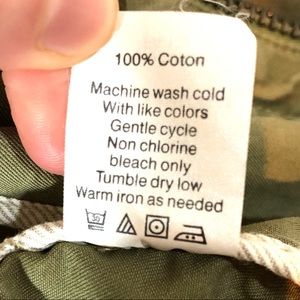 100% Coton
Machine wash cold
With like colors
Gentle cycle
Non chlorine
bleach only
Tumble dry low
Warm iron as needed